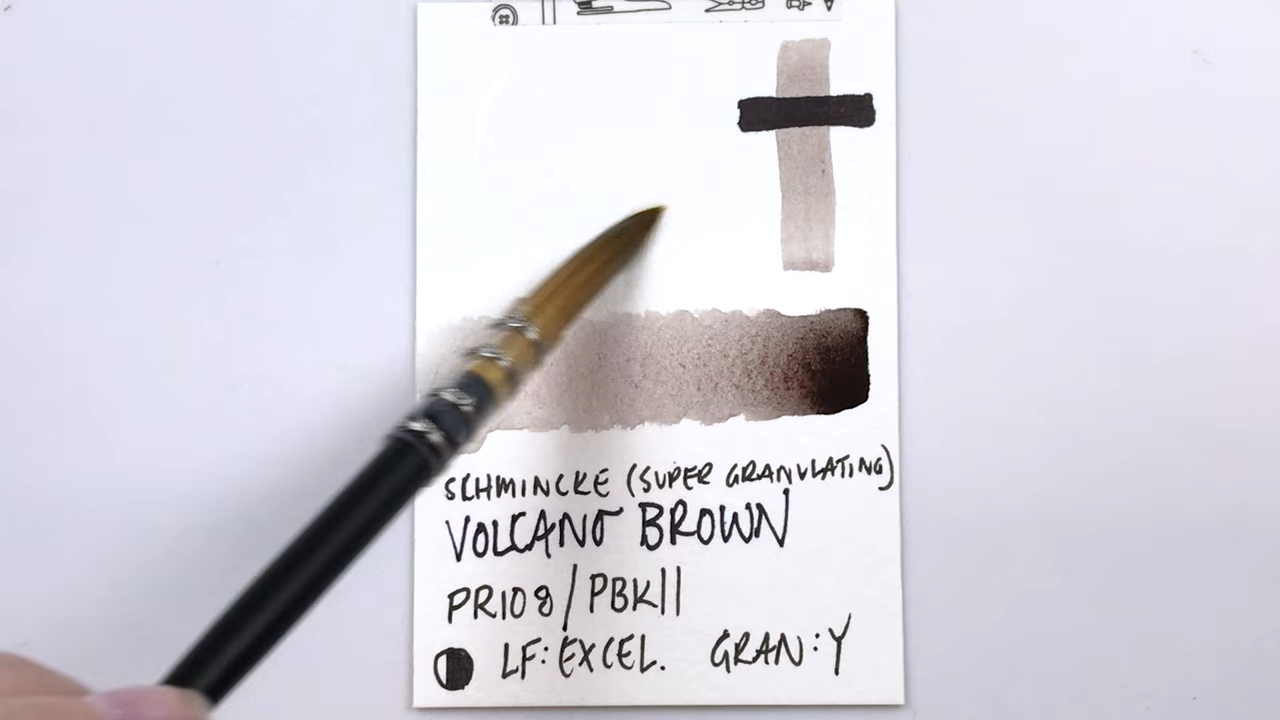 SCHMINCKE (SUPER GRANULATING)
VOLCANO BROWN
PR108/PBK11
LF: EXCEL. GRAN: Y